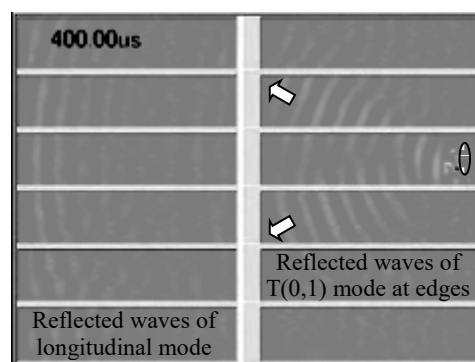 400.00us
Reflected waves of
T(0,1) mode at edges
Reflected waves of
longitudinal mode